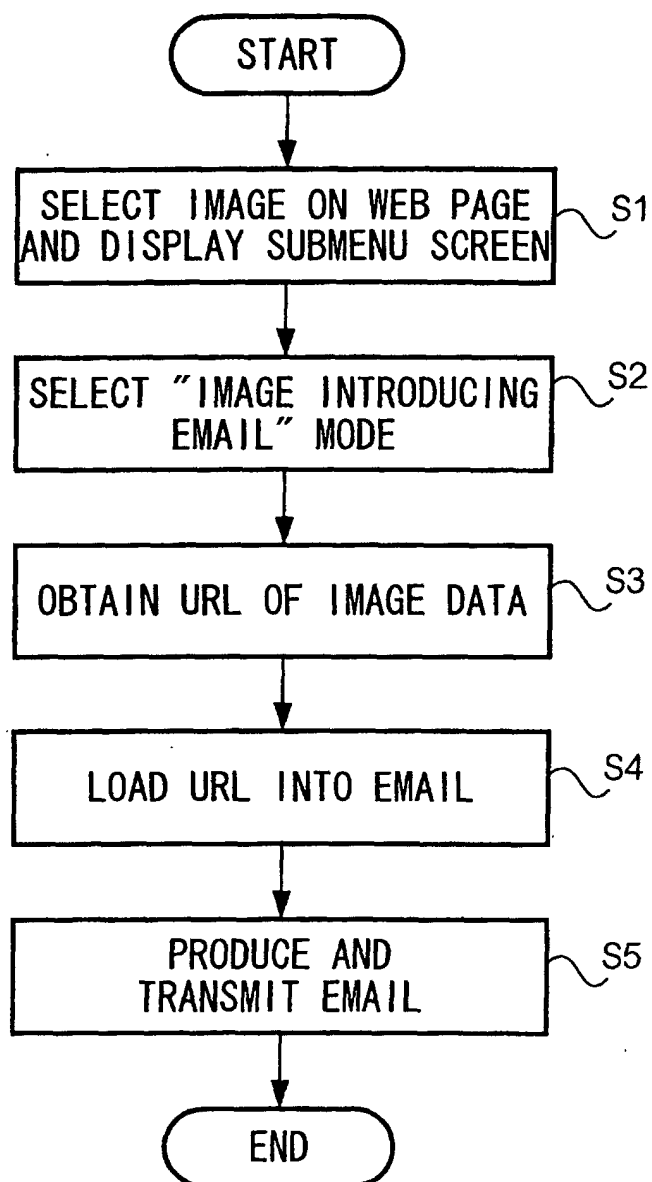 START
SELECT IMAGE ON WEB PAGE
AND DISPLAY SUBMENU SCREEN
S1
SELECT "IMAGE INTRODUCING
EMAIL" MODE
S2
OBTAIN URL OF IMAGE DATA
S3
LOAD URL INTO EMAIL
S4
PRODUCE AND
TRANSMIT EMAIL
S5
END